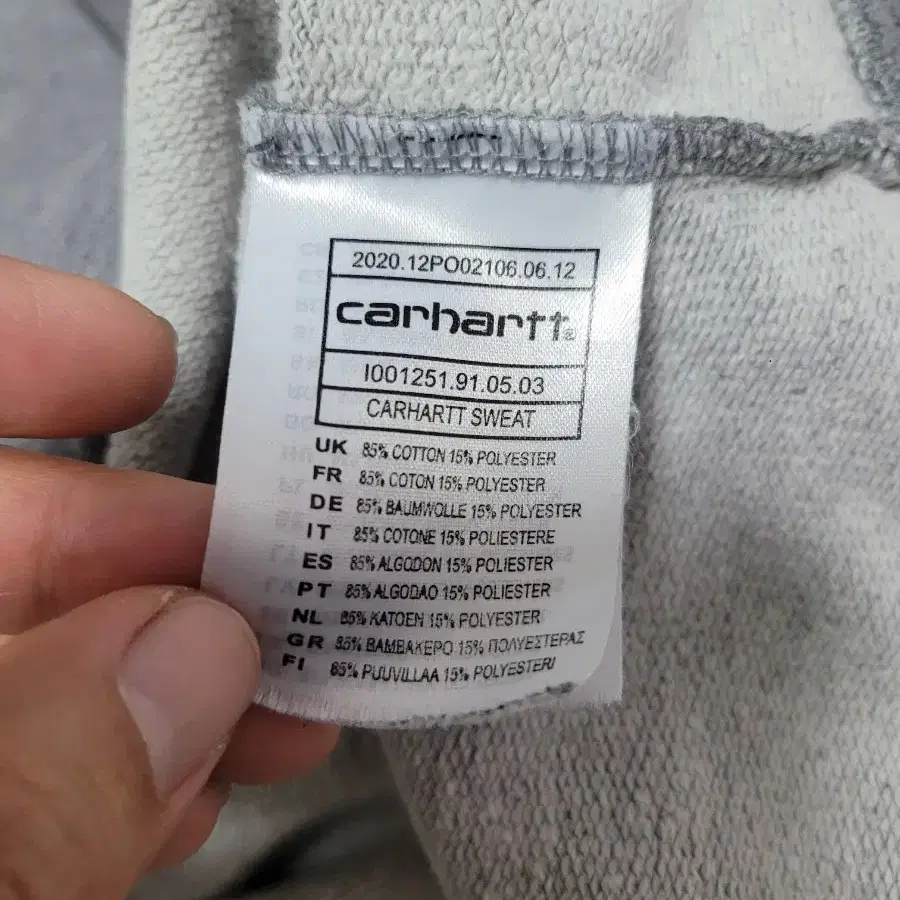 2020.12PO02106.06.12
carhartt®
I001251.91.05.03
CARHARTT SWEAT
UK 85% COTTON 15% POLYESTER
FR 85% COTON 15% POLYESTER
DE 85% BAUMWOLLE 15% POLYESTER
IT 85% COTONE 15% POLIESTERE
ES 85% ALGODON 15% POLIESTER
PT 85% ALGODAO 15% POLIESTER
NL 85% KATOEN 15% POLYESTER
GR 85% ΒΑΜΒΑΚΕΡΟ 15% ΠΟΛΥΕΣΤΕΡΑΣ
FI 85% PUUVILLAA 15% POLYESTERI